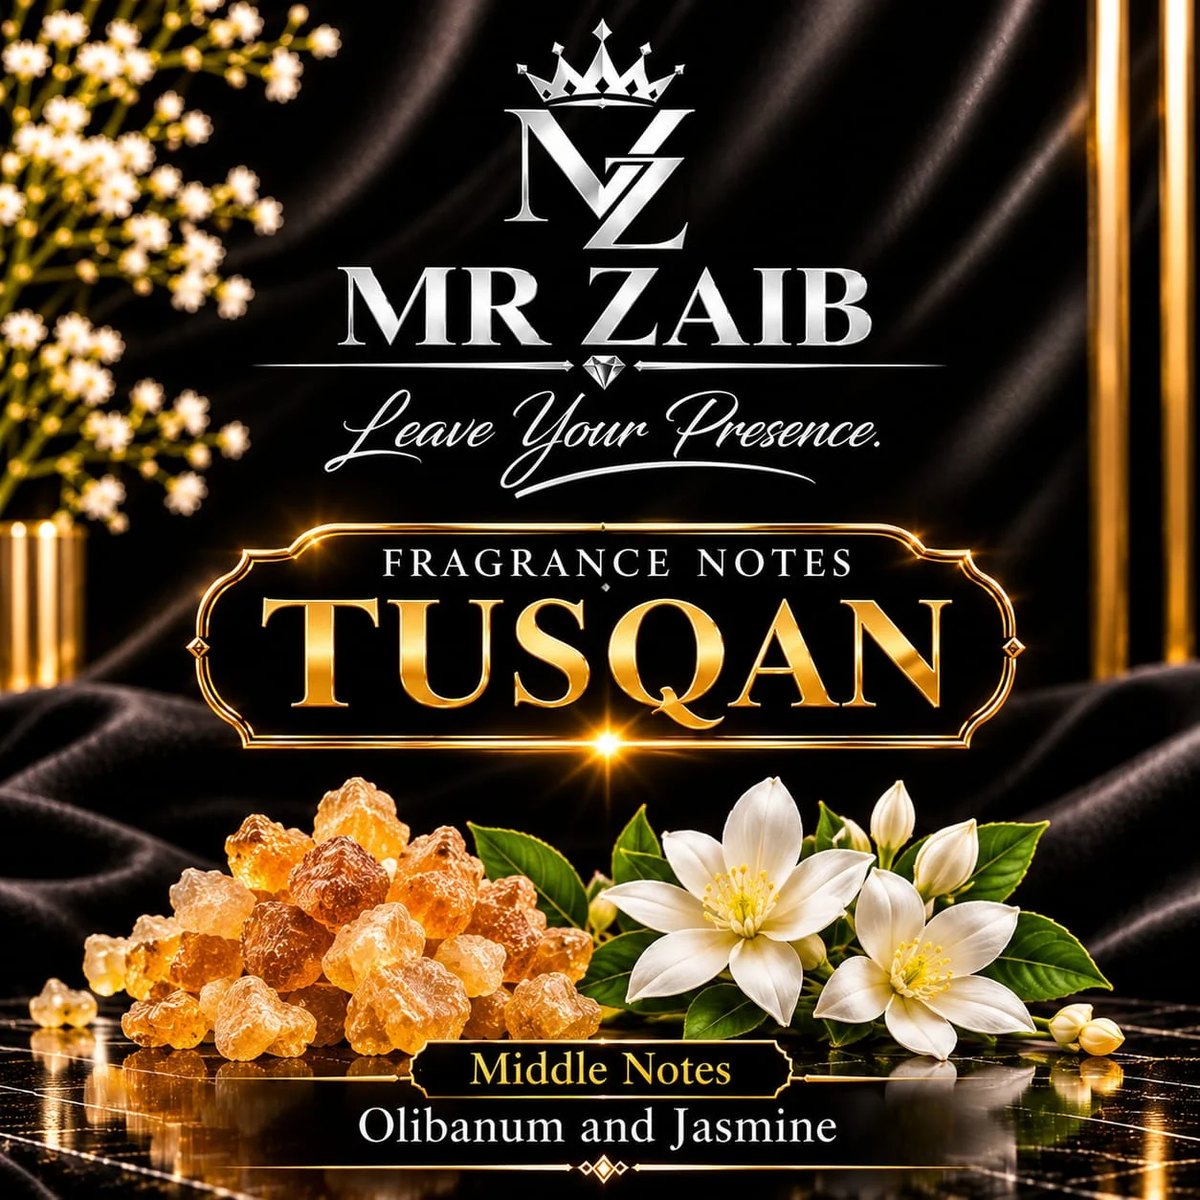 MZ
MR ZAIB
Leave Your Presence.
FRAGRANCE NOTES
TUSQAN
Middle Notes
Olibanum and Jasmine